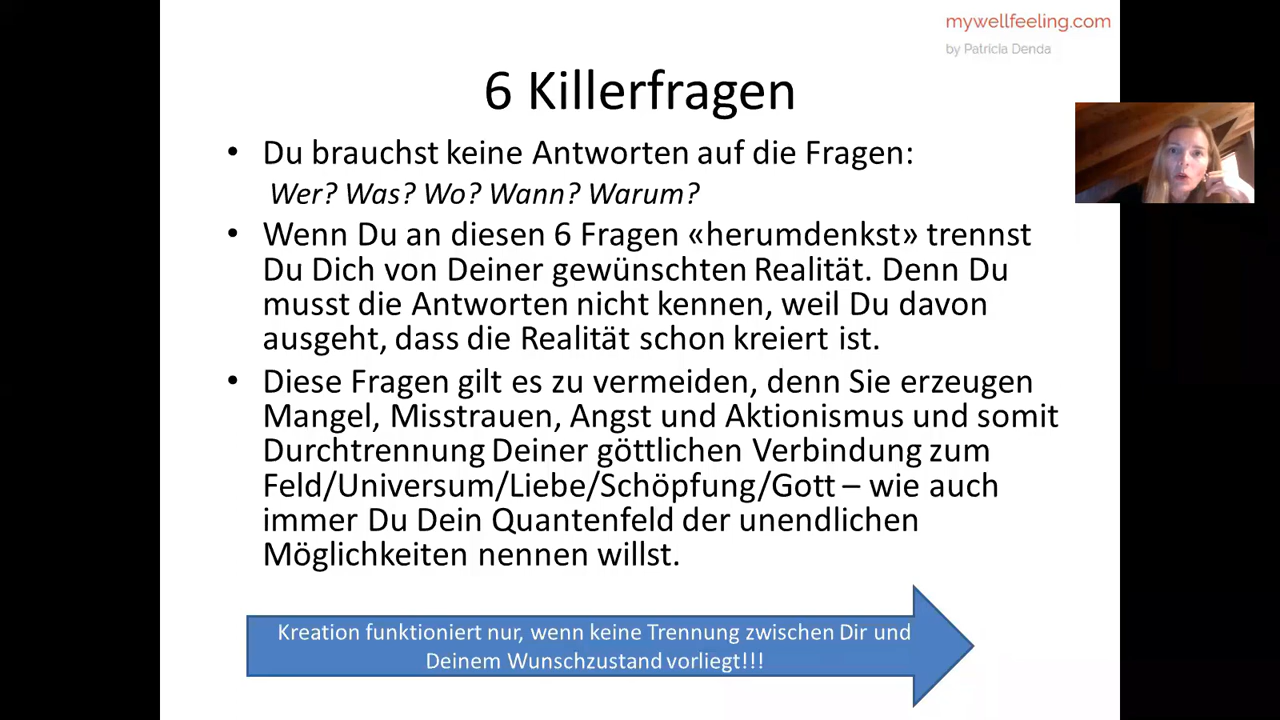 mywellfeeling.com
by Patricia Denda
6 Killerfragen
• Du brauchst keine Antworten auf die Fragen:
Wer? Was? Wo? Wann? Warum?
• Wenn Du an diesen 6 Fragen «herumdenkst» trennst
Du Dich von Deiner gewünschten Realität. Denn Du
musst die Antworten nicht kennen, weil Du davon
ausgeht, dass die Realität schon kreiert ist.
• Diese Fragen gilt es zu vermeiden, denn Sie erzeugen
Mangel, Misstrauen, Angst und Aktionismus und somit
Durchtrennung Deiner göttlichen Verbindung zum
Feld/Universum/Liebe/Schöpfung/Gott – wie auch
immer Du Dein Quantenfeld der unendlichen
Möglichkeiten nennen willst.
Kreation funktioniert nur, wenn keine Trennung zwischen Dir und
Deinem Wunschzustand vorliegt!!!